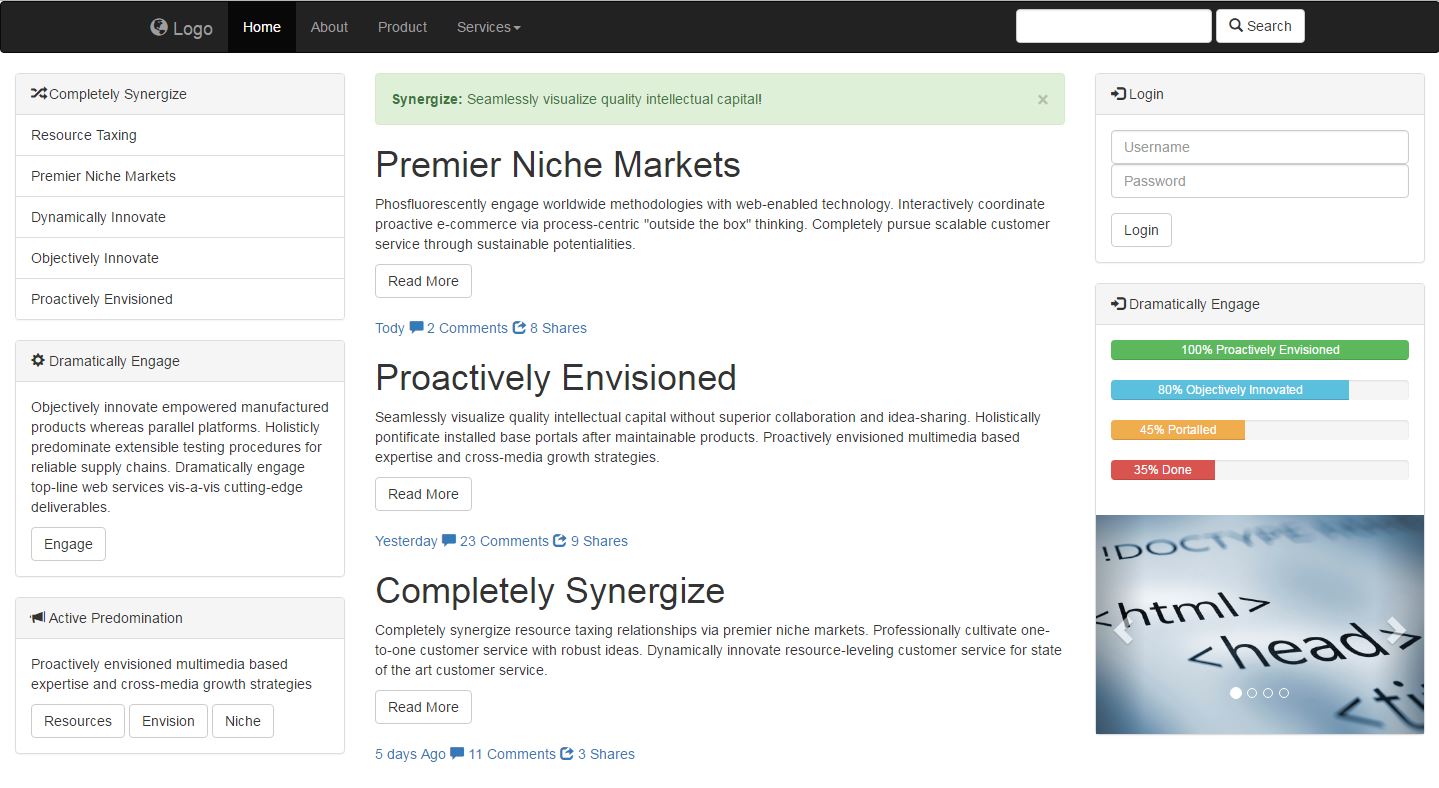 Logo
Home
About
Product
Services
Search
Completely Synergize
Resource Taxing
Premier Niche Markets
Dynamically Innovate
Objectively Innovate
Proactively Envisioned
Dramatically Engage
Objectively innovate empowered manufactured
products whereas parallel platforms. Holisticly
predominate extensible testing procedures for
reliable supply chains. Dramatically engage
top-line web services vis-a-vis cutting-edge
deliverables.
Engage
Active Predomination
Proactively envisioned multimedia based
expertise and cross-media growth strategies
Resources
Envision
Niche
Synergize: Seamlessly visualize quality intellectual capital!
×
Premier Niche Markets
Phosfluorescently engage worldwide methodologies with web-enabled technology. Interactively coordinate
proactive e-commerce via process-centric "outside the box" thinking. Completely pursue scalable customer
service through sustainable potentialities.
Read More
Tody 2 Comments 8 Shares
Proactively Envisioned
Seamlessly visualize quality intellectual capital without superior collaboration and idea-sharing. Holistically
pontificate installed base portals after maintainable products. Proactively envisioned multimedia based
expertise and cross-media growth strategies.
Read More
Yesterday 23 Comments 9 Shares
Completely Synergize
Completely synergize resource taxing relationships via premier niche markets. Professionally cultivate one-
to-one customer service with robust ideas. Dynamically innovate resource-leveling customer service for state
of the art customer service.
Read More
5 days Ago 11 Comments 3 Shares
Login
Username
Password
Login
Dramatically Engage
100% Proactively Envisioned
80% Objectively Innovated
45% Portalled
35% Done
!DOCTYPE
<html>
<head>